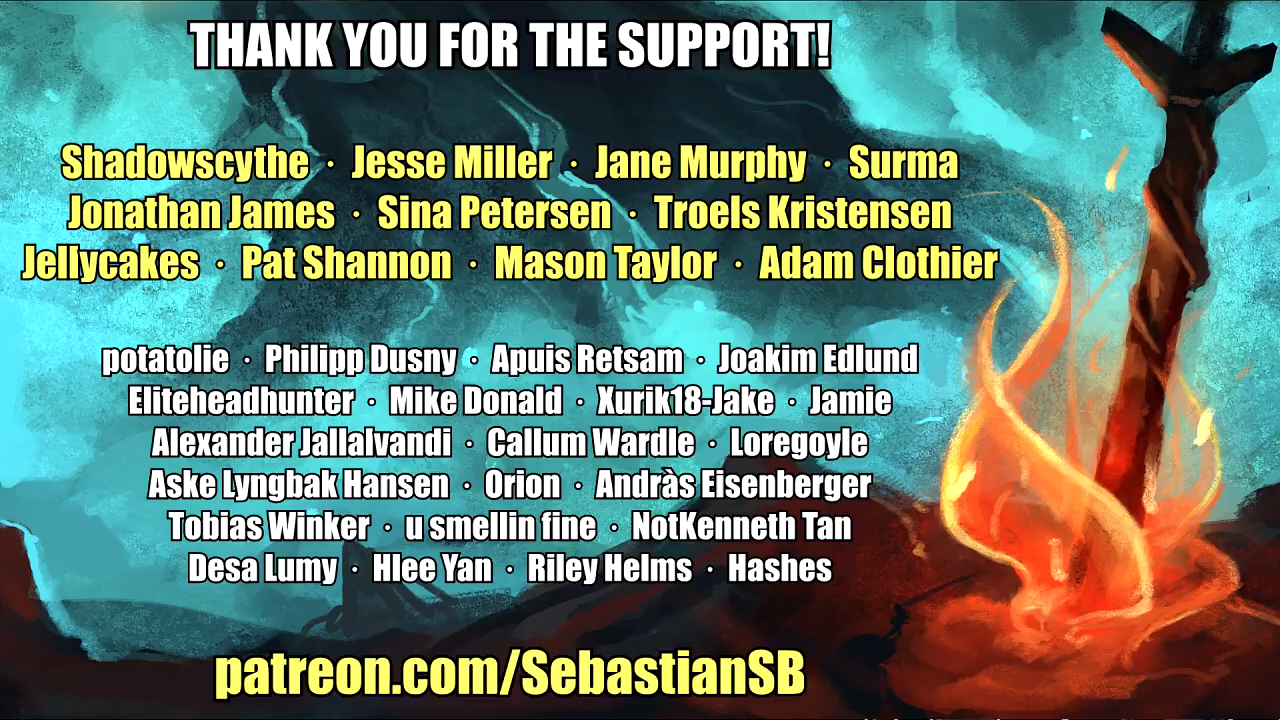 THANK YOU FOR THE SUPPORT!
Shadowscythe · Jesse Miller · Jane Murphy · Surma
Jonathan James · Sina Petersen · Troels Kristensen
Jellycakes · Pat Shannon · Mason Taylor · Adam Clothier
potatolie · Philipp Dusny · Apuis Retsam · Joakim Edlund
Eliteheadhunter · Mike Donald · Xurik18-Jake · Jamie
Alexander Jallalvandi · Callum Wardle · Loregoyle
Aske Lyngbak Hansen · Orion · Andràs Eisenberger
Tobias Winker · u smellin fine · NotKenneth Tan
Desa Lumy · Hlee Yan · Riley Helms · Hashes
patreon.com/SebastianSB